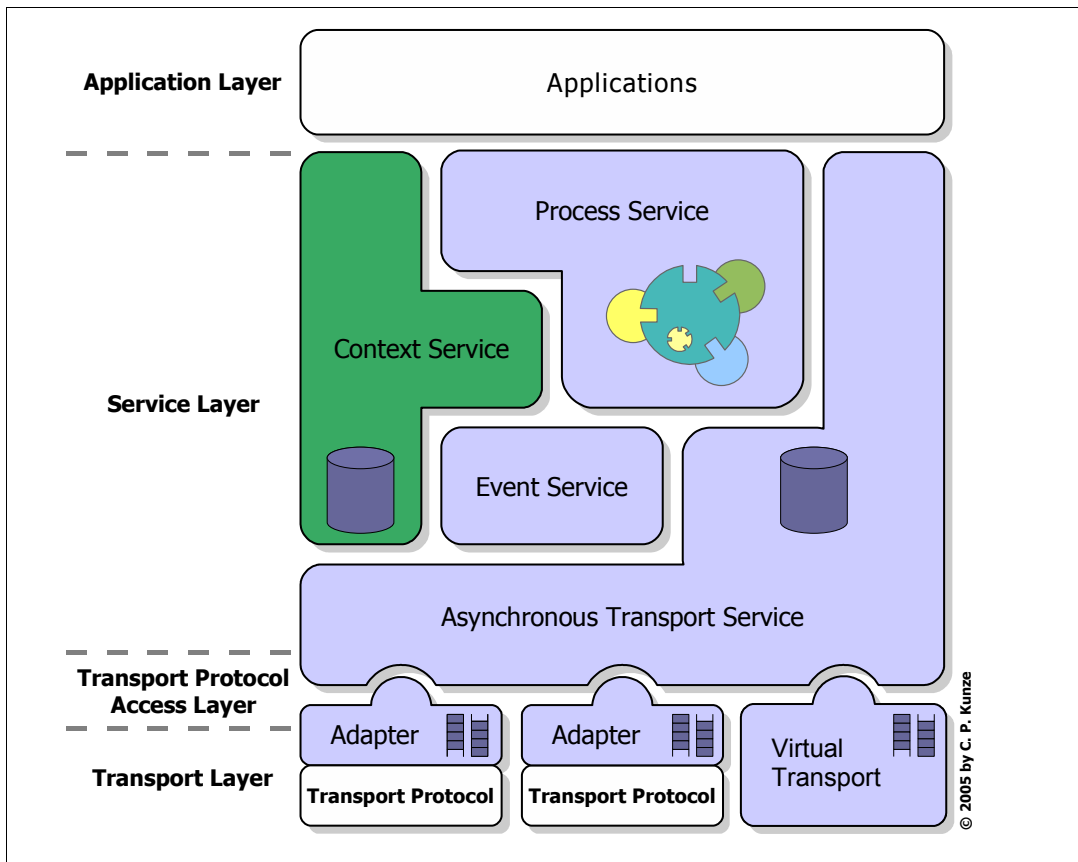 Application Layer
Applications
Process Service
Context Service
Service Layer
Event Service
Asynchronous Transport Service
Transport Protocol
Access Layer
Adapter
Adapter
Virtual
Transport
Transport Layer
Transport Protocol
Transport Protocol
© 2005 by C. P. Kunze